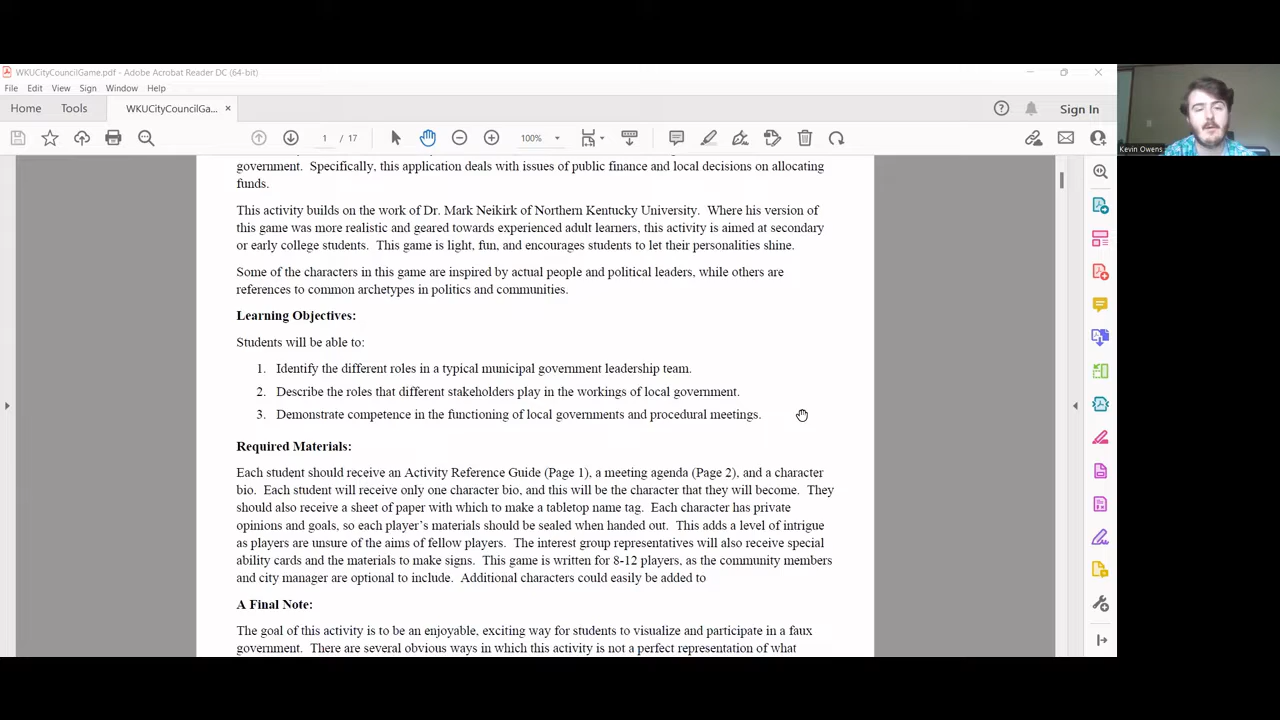 WKUCityCouncilGame.pdf - Adobe Acrobat Reader DC (64-bit)
File Edit View Sign Window Help
Home Tools WKUCityCouncilGa... × Sign In
1 / 17 100%
Kevin Owens
government. Specifically, this application deals with issues of public finance and local decisions on allocating
funds.
This activity builds on the work of Dr. Mark Neikirk of Northern Kentucky University. Where his version of
this game was more realistic and geared towards experienced adult learners, this activity is aimed at secondary
or early college students. This game is light, fun, and encourages students to let their personalities shine.
Some of the characters in this game are inspired by actual people and political leaders, while others are
references to common archetypes in politics and communities.
Learning Objectives:
Students will be able to:
1. Identify the different roles in a typical municipal government leadership team.
2. Describe the roles that different stakeholders play in the workings of local government.
3. Demonstrate competence in the functioning of local governments and procedural meetings.
Required Materials:
Each student should receive an Activity Reference Guide (Page 1), a meeting agenda (Page 2), and a character
bio. Each student will receive only one character bio, and this will be the character that they will become. They
should also receive a sheet of paper with which to make a tabletop name tag. Each character has private
opinions and goals, so each player's materials should be sealed when handed out. This adds a level of intrigue
as players are unsure of the aims of fellow players. The interest group representatives will also receive special
ability cards and the materials to make signs. This game is written for 8-12 players, as the community members
and city manager are optional to include. Additional characters could easily be added to
A Final Note:
The goal of this activity is to be an enjoyable, exciting way for students to visualize and participate in a faux
government. There are several obvious ways in which this activity is not a perfect representation of what